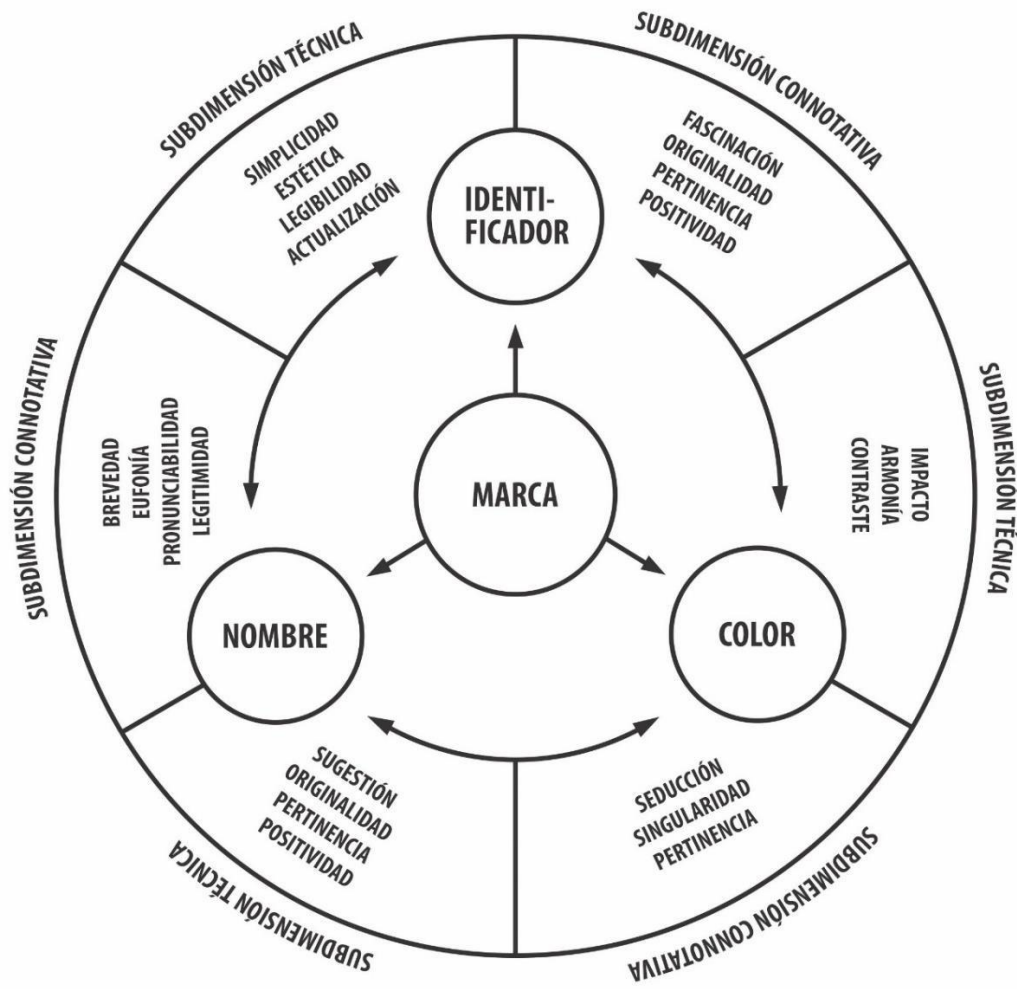 SUBDIMENSIÓN TÉCNICA
SIMPLICIDAD
ESTÉTICA
LEGIBILIDAD
ACTUALIZACIÓN
SUBDIMENSIÓN CONNOTATIVA
FASCINACIÓN
ORIGINALIDAD
PERTINENCIA
POSITIVIDAD
IDENTI-
FICADOR
SUBDIMENSIÓN CONNOTATIVA
BREVEDAD
EUFONÍA
PRONUNCIABILIDAD
LEGITIMIDAD
MARCA
SUBDIMENSION TÉCNICA
IMPACTO
ARMONÍA
CONTRASTE
NOMBRE
COLOR
SUBDIMENSIÓN TÉCNICA
SUGESTIÓN
ORIGINALIDAD
PERTINENCIA
POSITIVIDAD
SUBDIMENSIÓN CONNOTATIVA
SEDUCCIÓN
SINGULARIDAD
PERTINENCIA